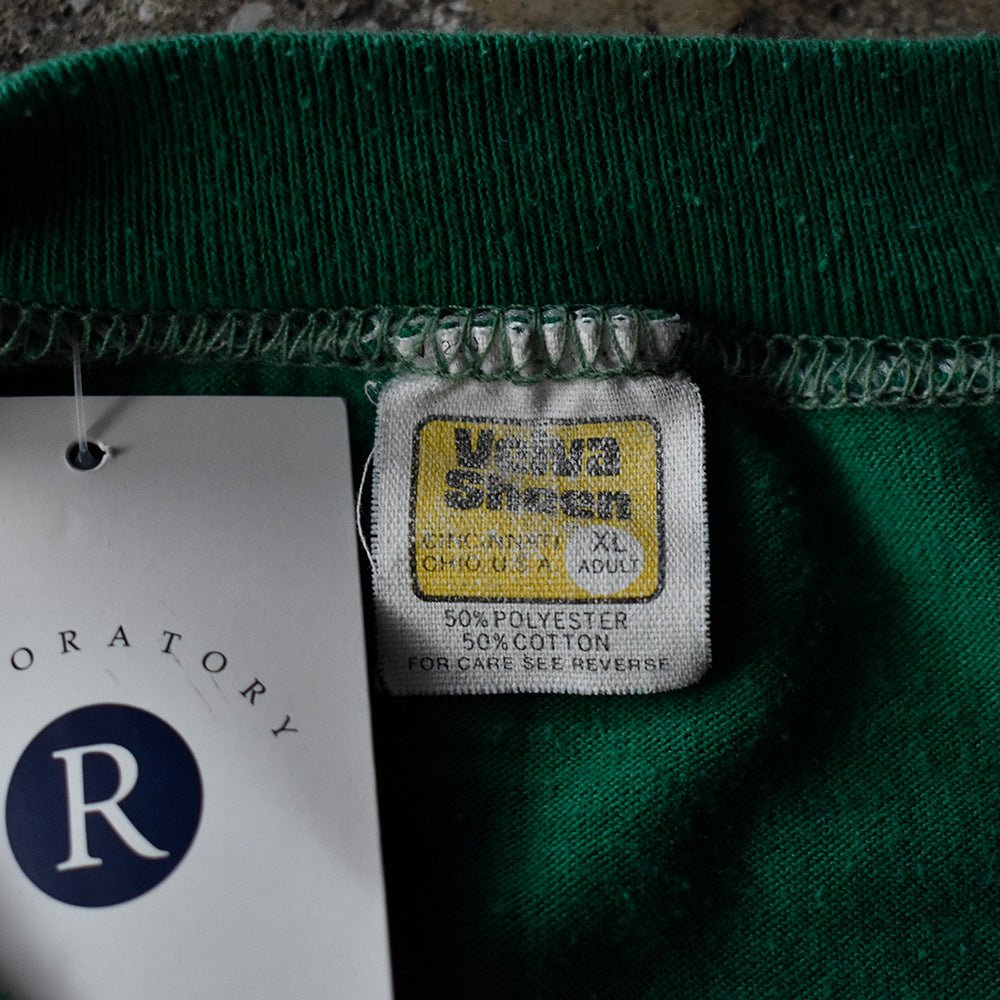 Velva
Sheen
CINCINNATI
OHIO, U.S.A.
XL
ADULT
50% POLYESTER
50% COTTON
FOR CARE SEE REVERSE
ORATORY
R